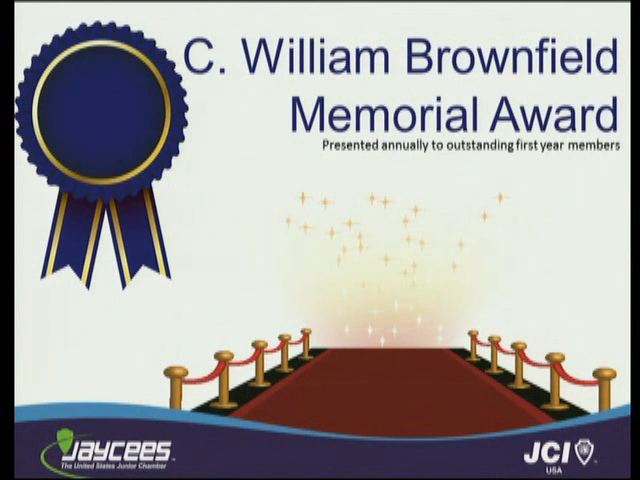 C. William Brownfield
Memorial Award
Presented annually to outstanding first year members
JAYCEES
The United States Junior Chamber
JCI
USA